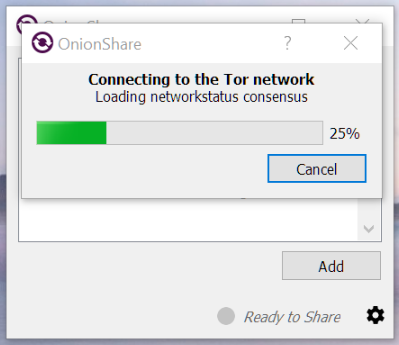 OnionShare
?
Connecting to the Tor network
Loading networkstatus consensus
25%
Cancel
Add
Ready to Share